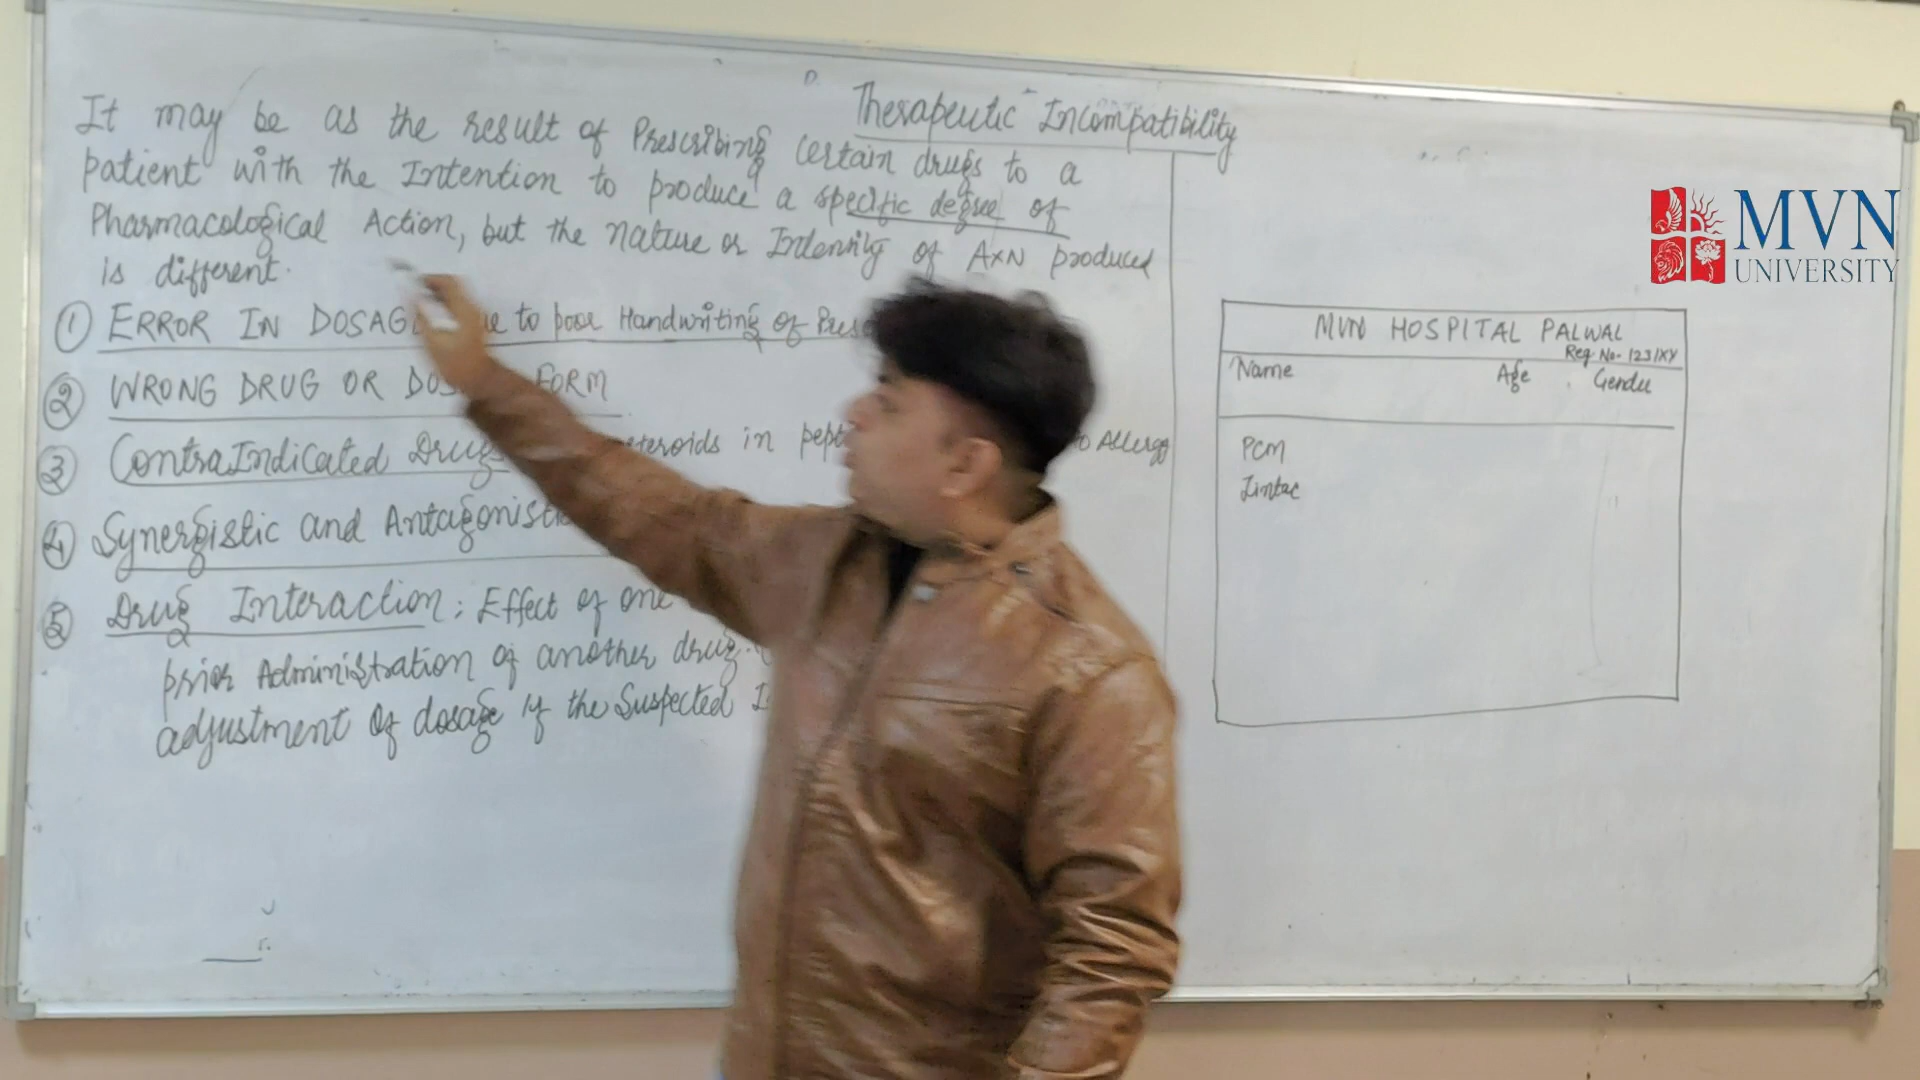 Therapeutic Incompatibility
It may be as the result of Prescribing certain drugs to a
patient with the Intention to produce a specific degree of
Pharmacological Action, but the nature or Intensity of AxN produced
is different.
① ERROR IN DOSAG to poor Handwriting of Pres
② WRONG DRUG OR DOS FORM
③ ContraIndicated Drugs steroids in pept to Allergy
④ Synergistic and Antagonist
⑤ Drug Interaction: Effect of one
prior Administration of another drug.
adjustment of dosage if the Suspected
MVN UNIVERSITY
MVN HOSPITAL PALWAL
Reg No- 123/XY
Name Age Gender
PCM
Zintac